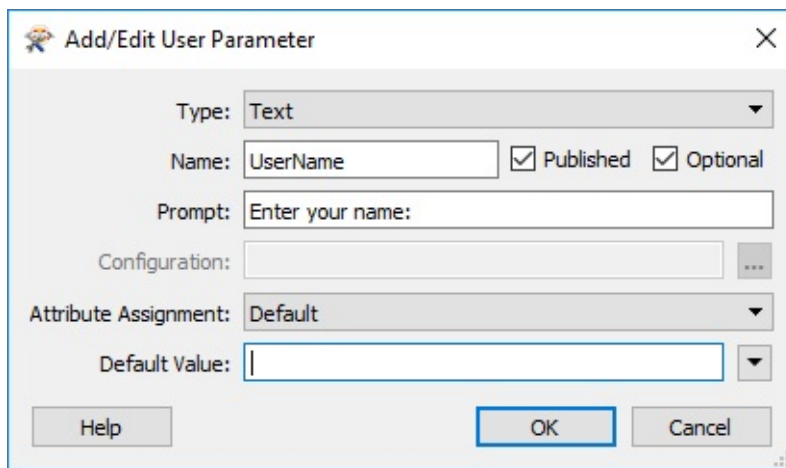 Add/Edit User Parameter
Type: Text
Name: UserName Published Optional
Prompt: Enter your name:
Configuration: ...
Attribute Assignment: Default
Default Value:
Help OK Cancel